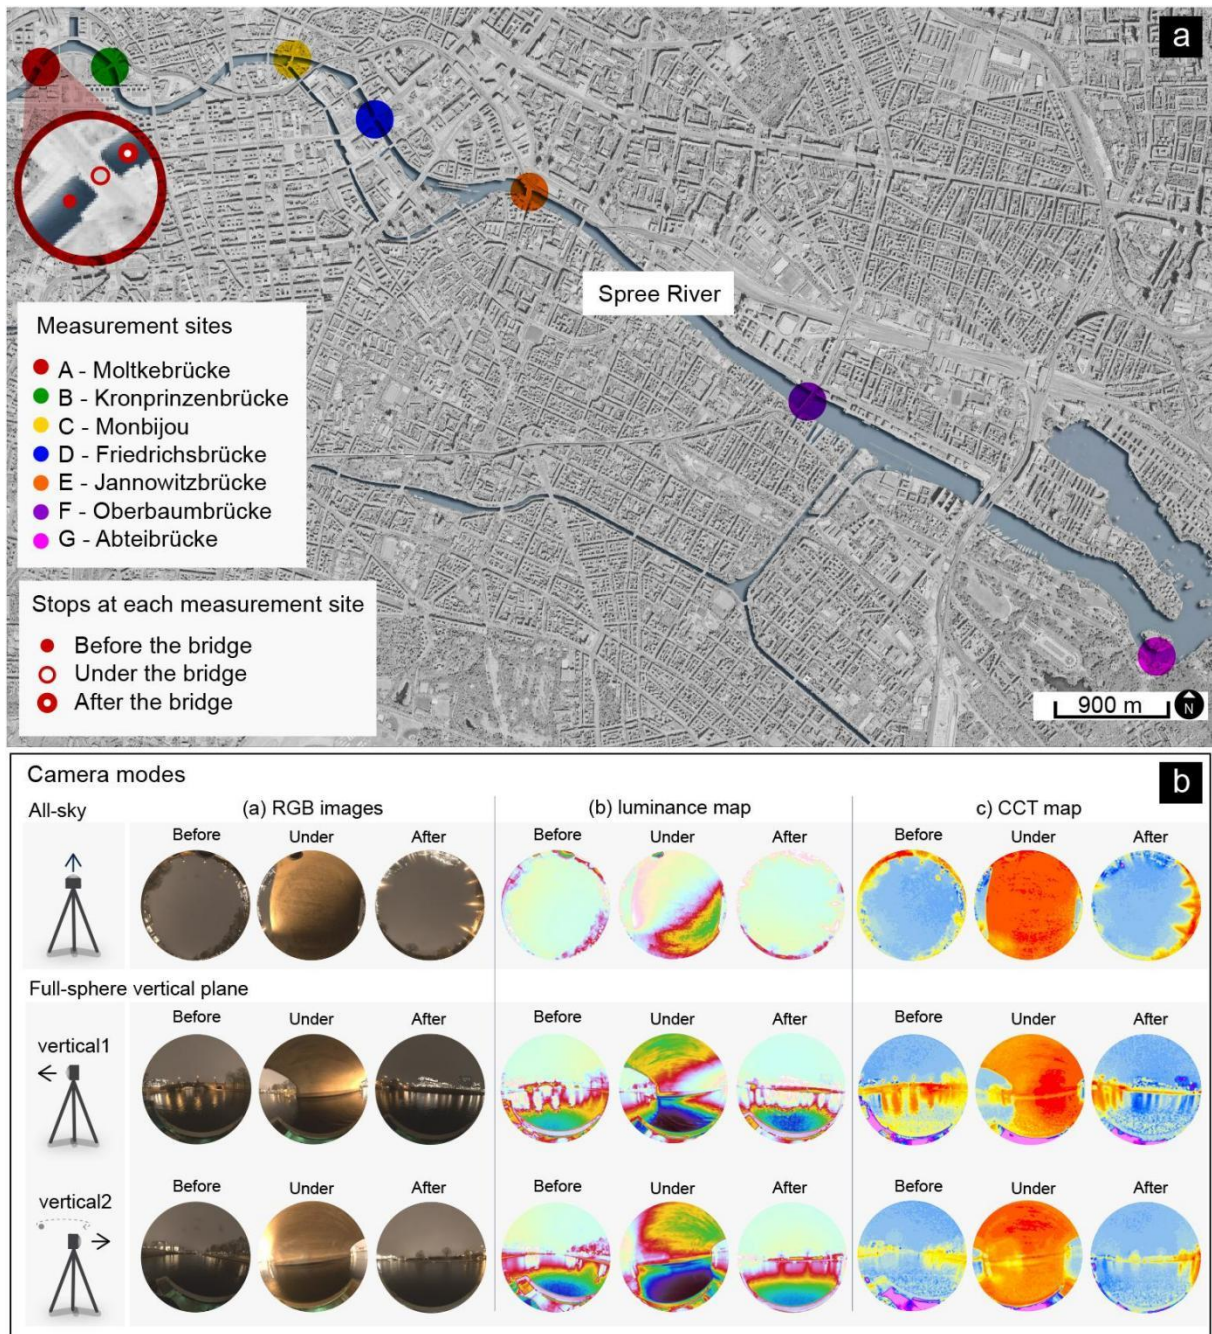 a
Spree River
Measurement sites
A - Moltkebrücke
B - Kronprinzenbrücke
C - Monbijou
D - Friedrichsbrücke
E - Jannowitzbrücke
F - Oberbaumbrücke
G - Abteibrücke
Stops at each measurement site
Before the bridge
Under the bridge
After the bridge
900 m
N
b
Camera modes
All-sky
(a) RGB images
(b) luminance map
c) CCT map
Before Under After Before Under After Before Under After
Full-sphere vertical plane
Before Under After Before Under After Before Under After
vertical1
Before Under After Before Under After Before Under After
vertical2